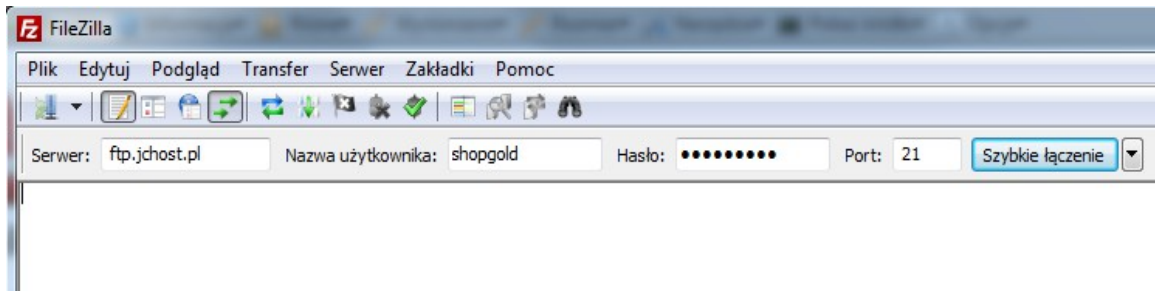 FileZilla
Plik Edytuj Podgląd Transfer Serwer Zakładki Pomoc
Serwer: ftp.jchost.pl Nazwa użytkownika: shopgold Hasło: ●●●●●●●●● Port: 21 Szybkie łączenie